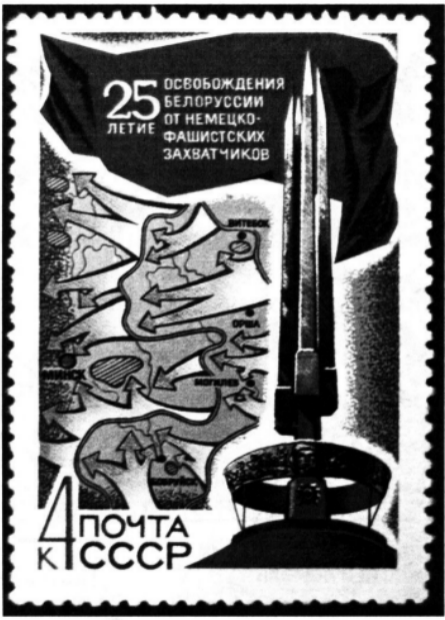 25
ЛЕТИЕ
ОСВОБОЖДЕНИЯ
БЕЛОРУССИИ
ОТ НЕМЕЦКО-
ФАШИСТСКИХ
ЗАХВАТЧИКОВ
ВИТЕБСК
ОРША
МИНСК
МОГИЛЕВ
4
К
ПОЧТА
СССР